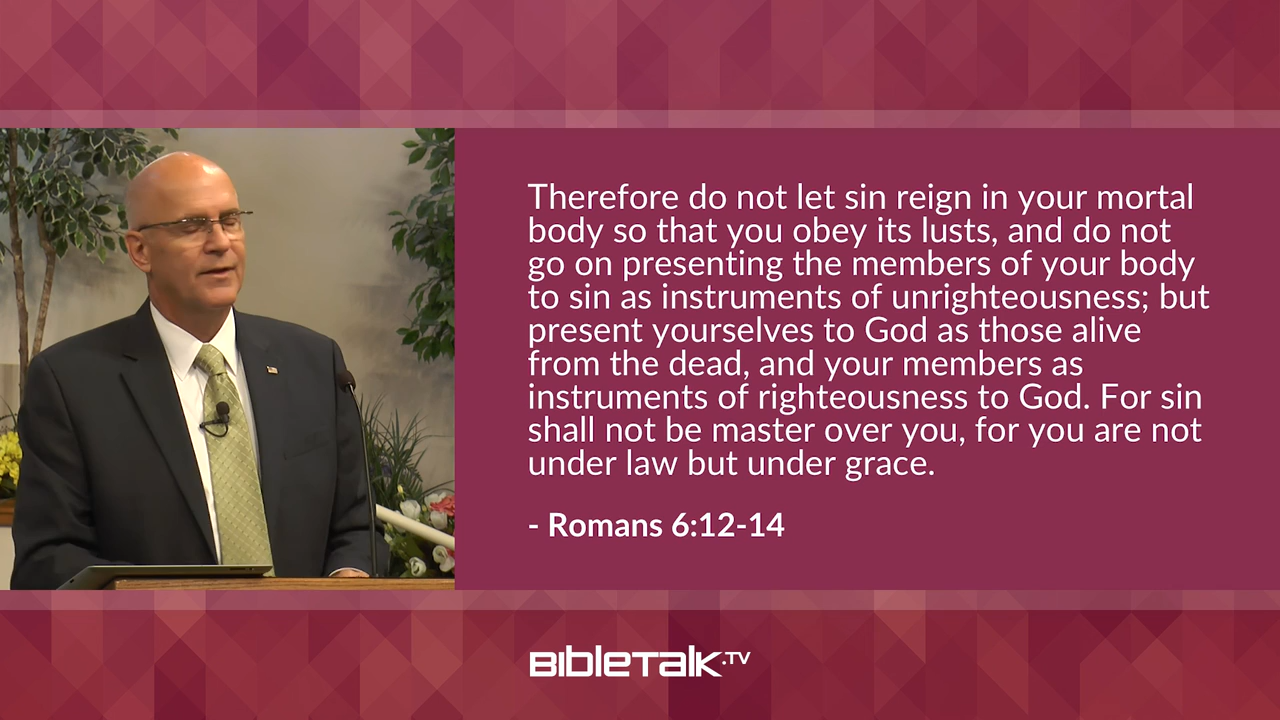 Therefore do not let sin reign in your mortal
body so that you obey its lusts, and do not
go on presenting the members of your body
to sin as instruments of unrighteousness; but
present yourselves to God as those alive
from the dead, and your members as
instruments of righteousness to God. For sin
shall not be master over you, for you are not
under law but under grace.
- Romans 6:12-14
BIBLETALK.TV